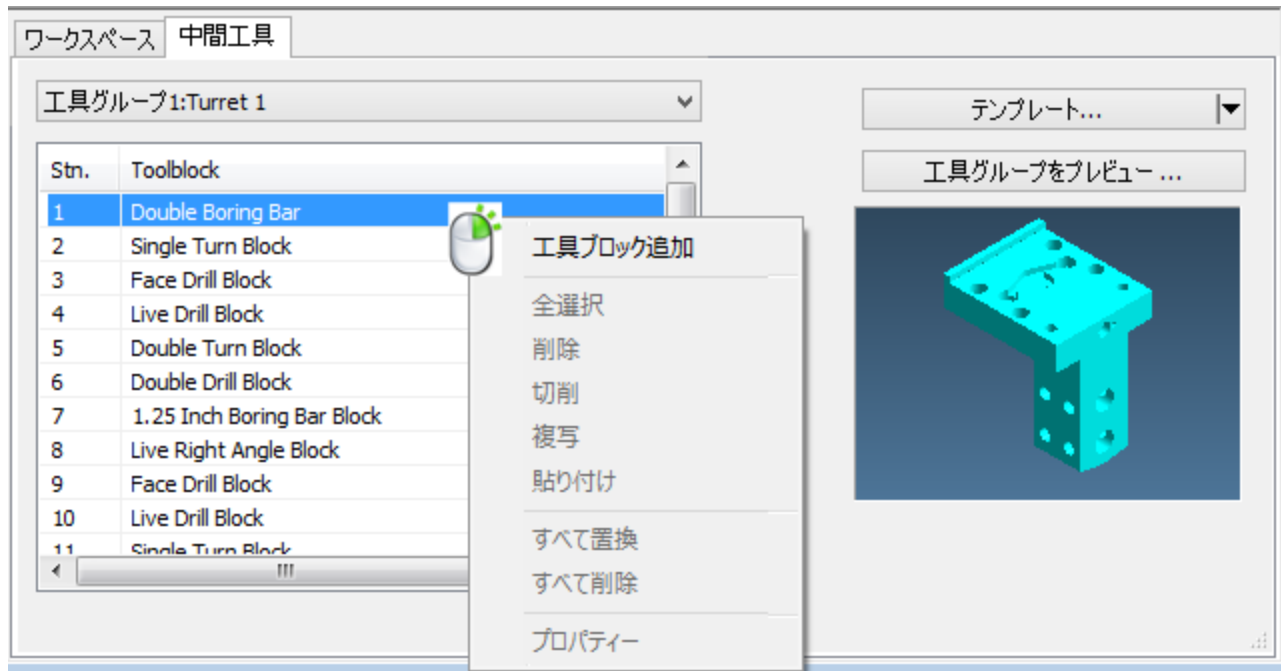 ワークスペース 中間工具
工具グループ1:Turret 1
テンプレート...
工具グループをプレビュー ...
Stn. Toolblock
1 Double Boring Bar
2 Single Turn Block
3 Face Drill Block
4 Live Drill Block
5 Double Turn Block
6 Double Drill Block
7 1.25 Inch Boring Bar Block
8 Live Right Angle Block
9 Face Drill Block
10 Live Drill Block
11 Single Turn Block
工具ブロック追加
全選択
削除
切削
複写
貼り付け
すべて置換
すべて削除
プロパティー